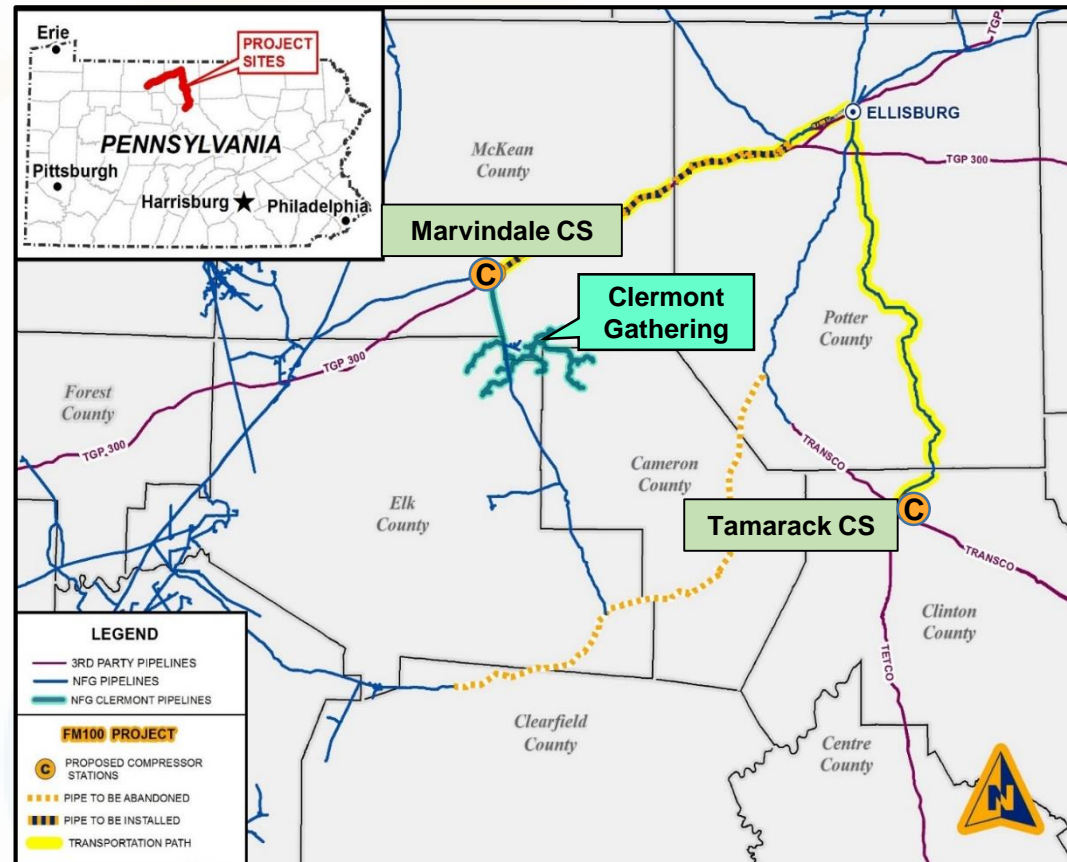 Erie
PROJECT
SITES
PENNSYLVANIA
Pittsburgh
Harrisburg
Philadelphia
TGP
ELLISBURG
McKean
County
TGP 300
Marvindale CS
C
Clermont
Gathering
Potter
County
TGP 300
Forest
County
TGP 300
TRANSCO
Cameron
County
Elk
County
Tamarack CS
C
TRANSCO
Clinton
County
TETCO
LEGEND
3RD PARTY PIPELINES
NFG PIPELINES
NFG CLERMONT PIPELINES
FM100 PROJECT
C PROPOSED COMPRESSOR
STATIONS
PIPE TO BE ABANDONED
PIPE TO BE INSTALLED
TRANSPORTATION PATH
Clearfield
County
Centre
County
N